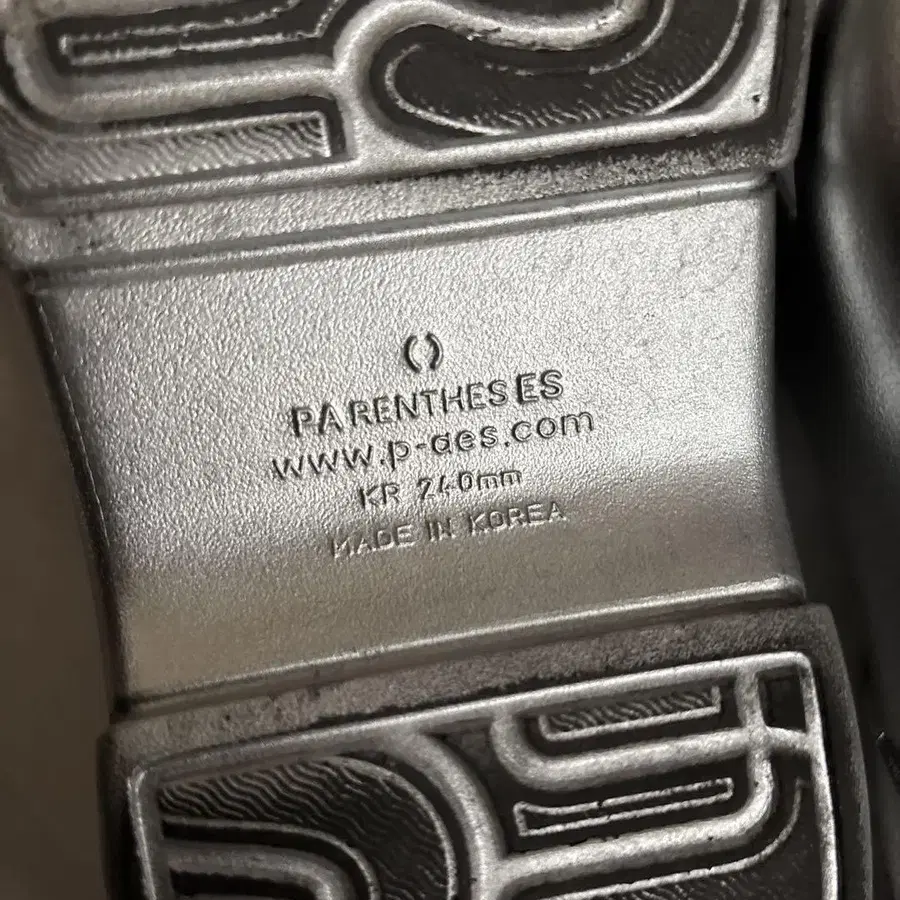 ()
PARENTHESES
www.p-aes.com
KR 240mm
MADE IN KOREA